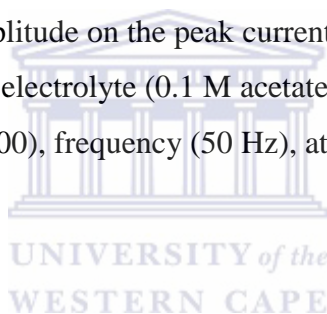 plitude on the peak current
electrolyte (0.1 M acetate
00), frequency (50 Hz), at
UNIVERSITY of the
WESTERN CAPE